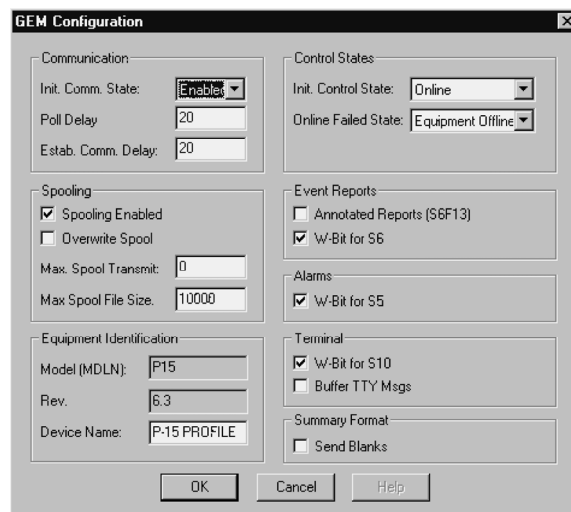 GEM Configuration
Communication
Init. Comm. State: Enabled
Poll Delay 20
Estab. Comm. Delay: 20
Control States
Init. Control State: Online
Online Failed State: Equipment Offline
Spooling
Spooling Enabled
Overwrite Spool
Max. Spool Transmit: 0
Max Spool File Size. 10000
Event Reports
Annotated Reports (S6F13)
W-Bit for S6
Alarms
W-Bit for S5
Equipment Identification
Model (MDLN): P15
Rev. 6.3
Device Name: P-15 PROFILE
Terminal
W-Bit for S10
Buffer TTY Msgs
Summary Format
Send Blanks
OK Cancel Help